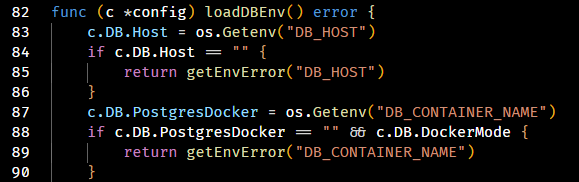 82 func (c *config) loadDBEnv() error {
83 c.DB.Host = os.Getenv("DB_HOST")
84 if c.DB.Host == "" {
85 return getEnvError("DB_HOST")
86 }
87 c.DB.PostgresDocker = os.Getenv("DB_CONTAINER_NAME")
88 if c.DB.PostgresDocker == "" && c.DB.DockerMode {
89 return getEnvError("DB_CONTAINER_NAME")
90 }